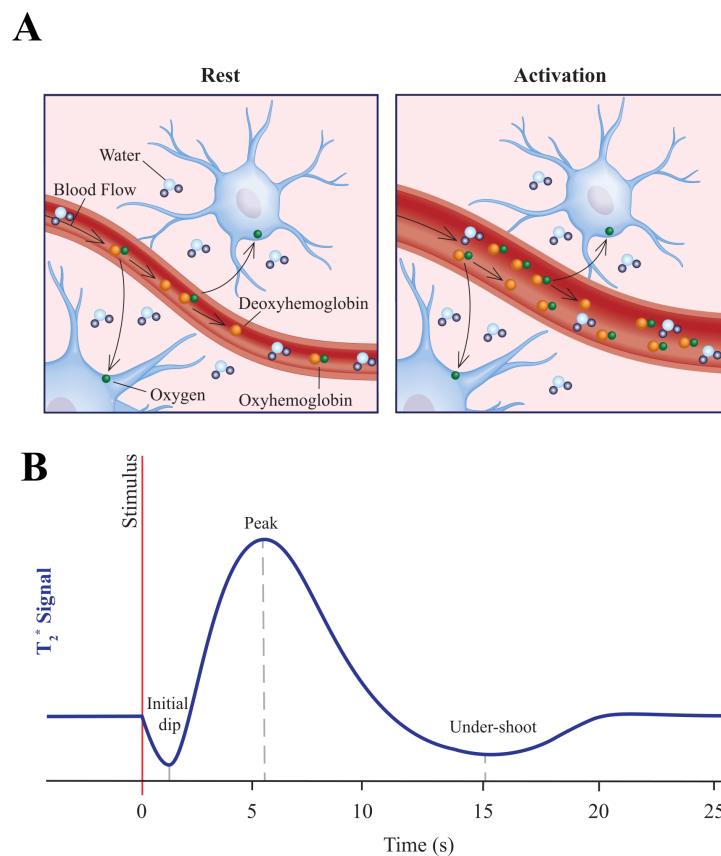 A
Rest
Activation
Water
Blood Flow
Deoxyhemoglobin
Oxygen
Oxyhemoglobin
B
Stimulus
Peak
T2* Signal
Initial
dip
Under-shoot
0
5
10
15
20
25
Time (s)